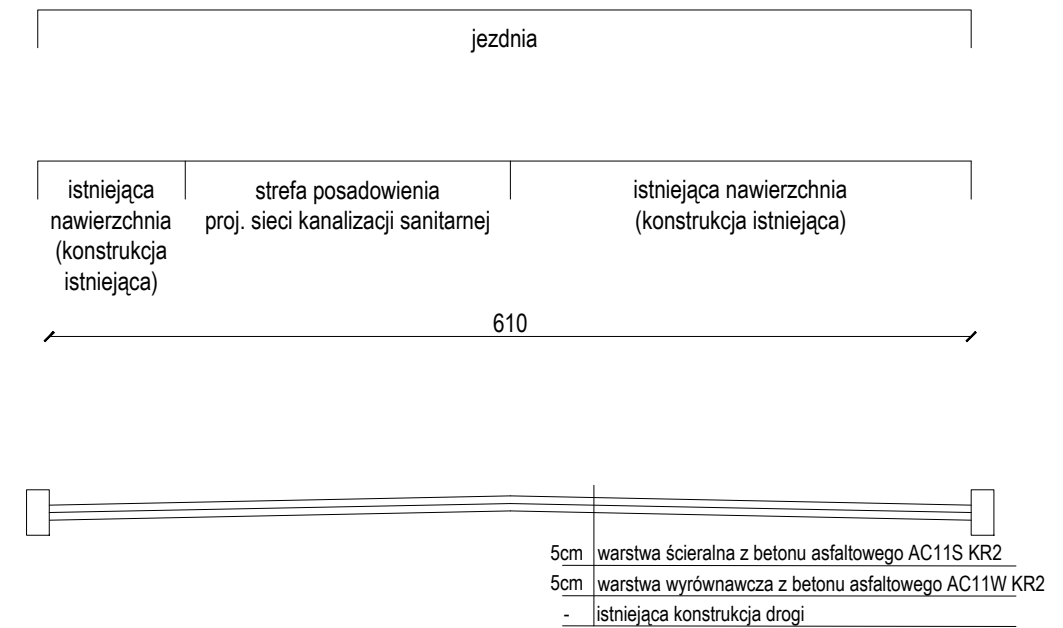 jezdnia
istniejąca
nawierzchnia
(konstrukcja
istniejąca)
strefa posadowienia
proj. sieci kanalizacji sanitarnej
istniejąca nawierzchnia
(konstrukcja istniejąca)
610
5cm warstwa ścieralna z betonu asfaltowego AC11S KR2
5cm warstwa wyrównawcza z betonu asfaltowego AC11W KR2
- istniejąca konstrukcja drogi